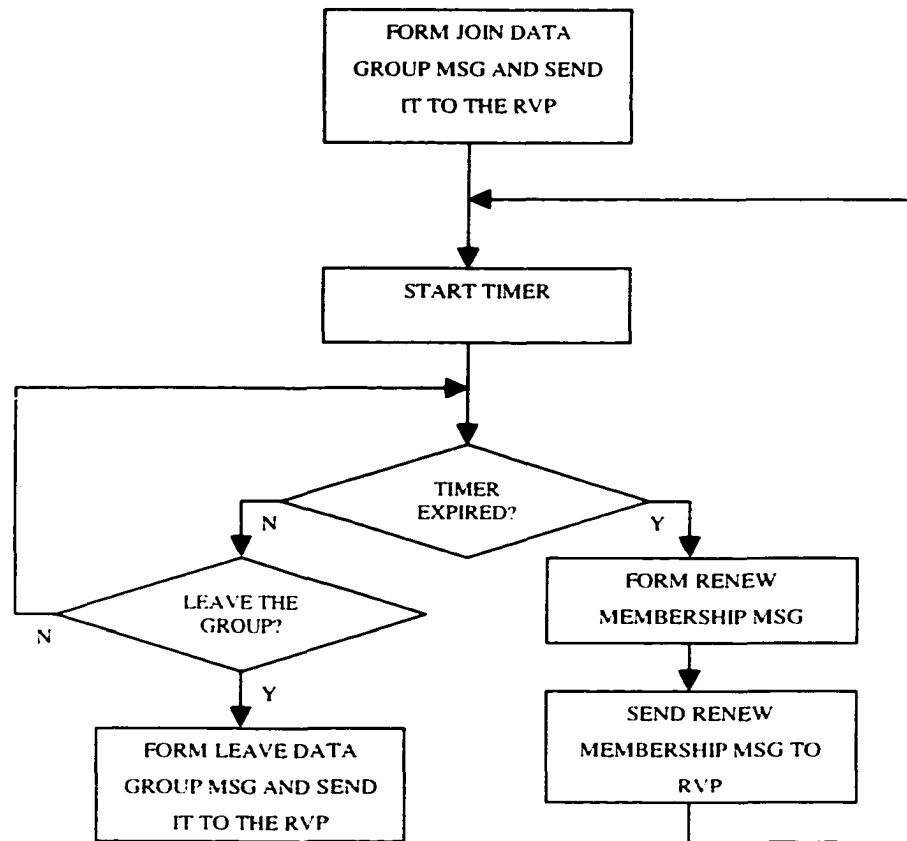 FORM JOIN DATA
GROUP MSG AND SEND
IT TO THE RVP
START TIMER
TIMER
EXPIRED?
N
Y
LEAVE THE
GROUP?
N
Y
FORM RENEW
MEMBERSHIP MSG
FORM LEAVE DATA
GROUP MSG AND SEND
IT TO THE RVP
SEND RENEW
MEMBERSHIP MSG TO
RVP